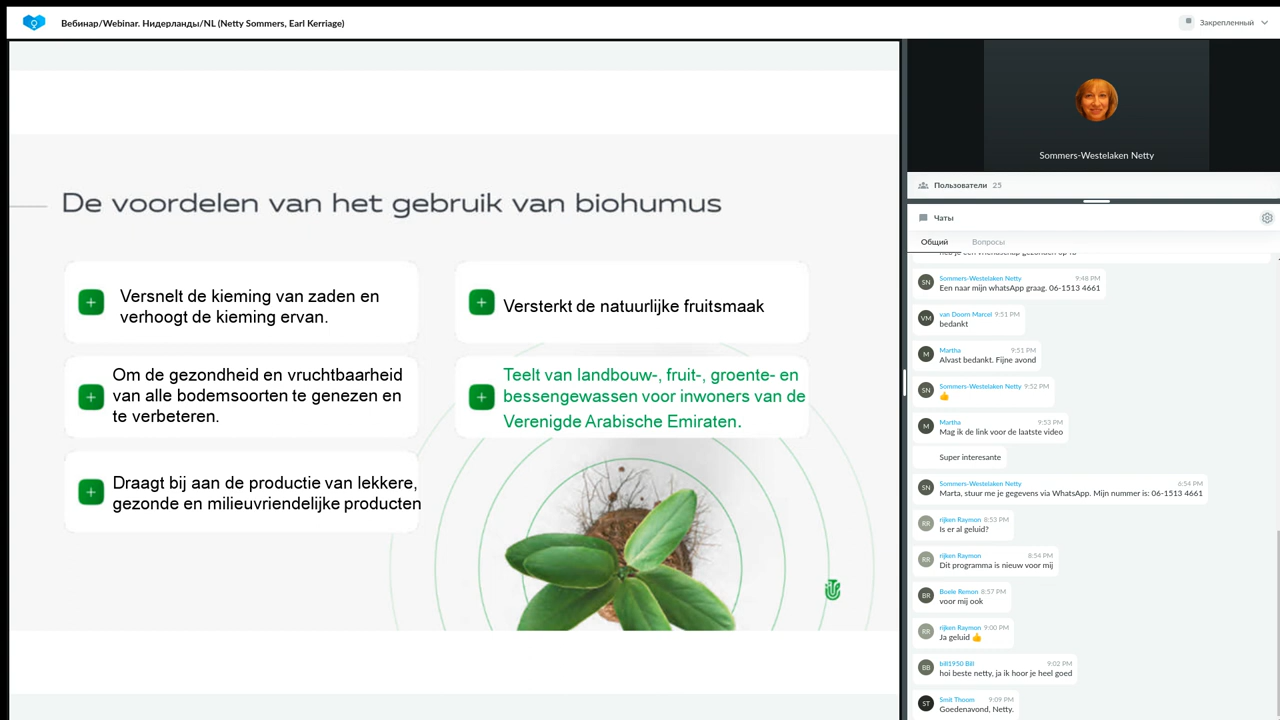 Вебинар/Webinar. Нидерланды/NL (Netty Sommers, Earl Kerriage)
Закрепленный
De voordelen van het gebruik van biohumus
Versnelt de kieming van zaden en
verhoogt de kieming ervan.
Versterkt de natuurlijke fruitsmaak
Om de gezondheid en vruchtbaarheid
van alle bodemsoorten te genezen en
te verbeteren.
Teelt van landbouw-, fruit-, groente- en
bessengewassen voor inwoners van de
Verenigde Arabische Emiraten.
Draagt bij aan de productie van lekkere,
gezonde en milieuvriendelijke producten
Sommers-Westelaken Netty
Пользователи 25
Чаты
Общий Вопросы
SN
Sommers-Westelaken Netty 9:48 PM
Een naar mijn whatsApp graag. 06-1513 4661
VM
van Doorn Marcel 9:51 PM
bedankt
M
Martha 9:51 PM
Alvast bedankt. Fijne avond
SN
Sommers-Westelaken Netty 9:52 PM
👍
M
Martha 9:53 PM
Mag ik de link voor de laatste video
Super interesante
SN
Sommers-Westelaken Netty 6:54 PM
Marta, stuur me je gegevens via WhatsApp. Mijn nummer is: 06-1513 4661
RR
rijken Raymon 8:53 PM
Is er al geluid?
RR
rijken Raymon 8:54 PM
Dit programma is nieuw voor mij
BR
Boele Remon 8:57 PM
voor mij ook
RR
rijken Raymon 9:00 PM
Ja geluid 👍
BB
bill1950 Bill 9:02 PM
hoi beste netty, ja ik hoor je heel goed
ST
Smit Thoom 9:09 PM
Goedenavond, Netty.